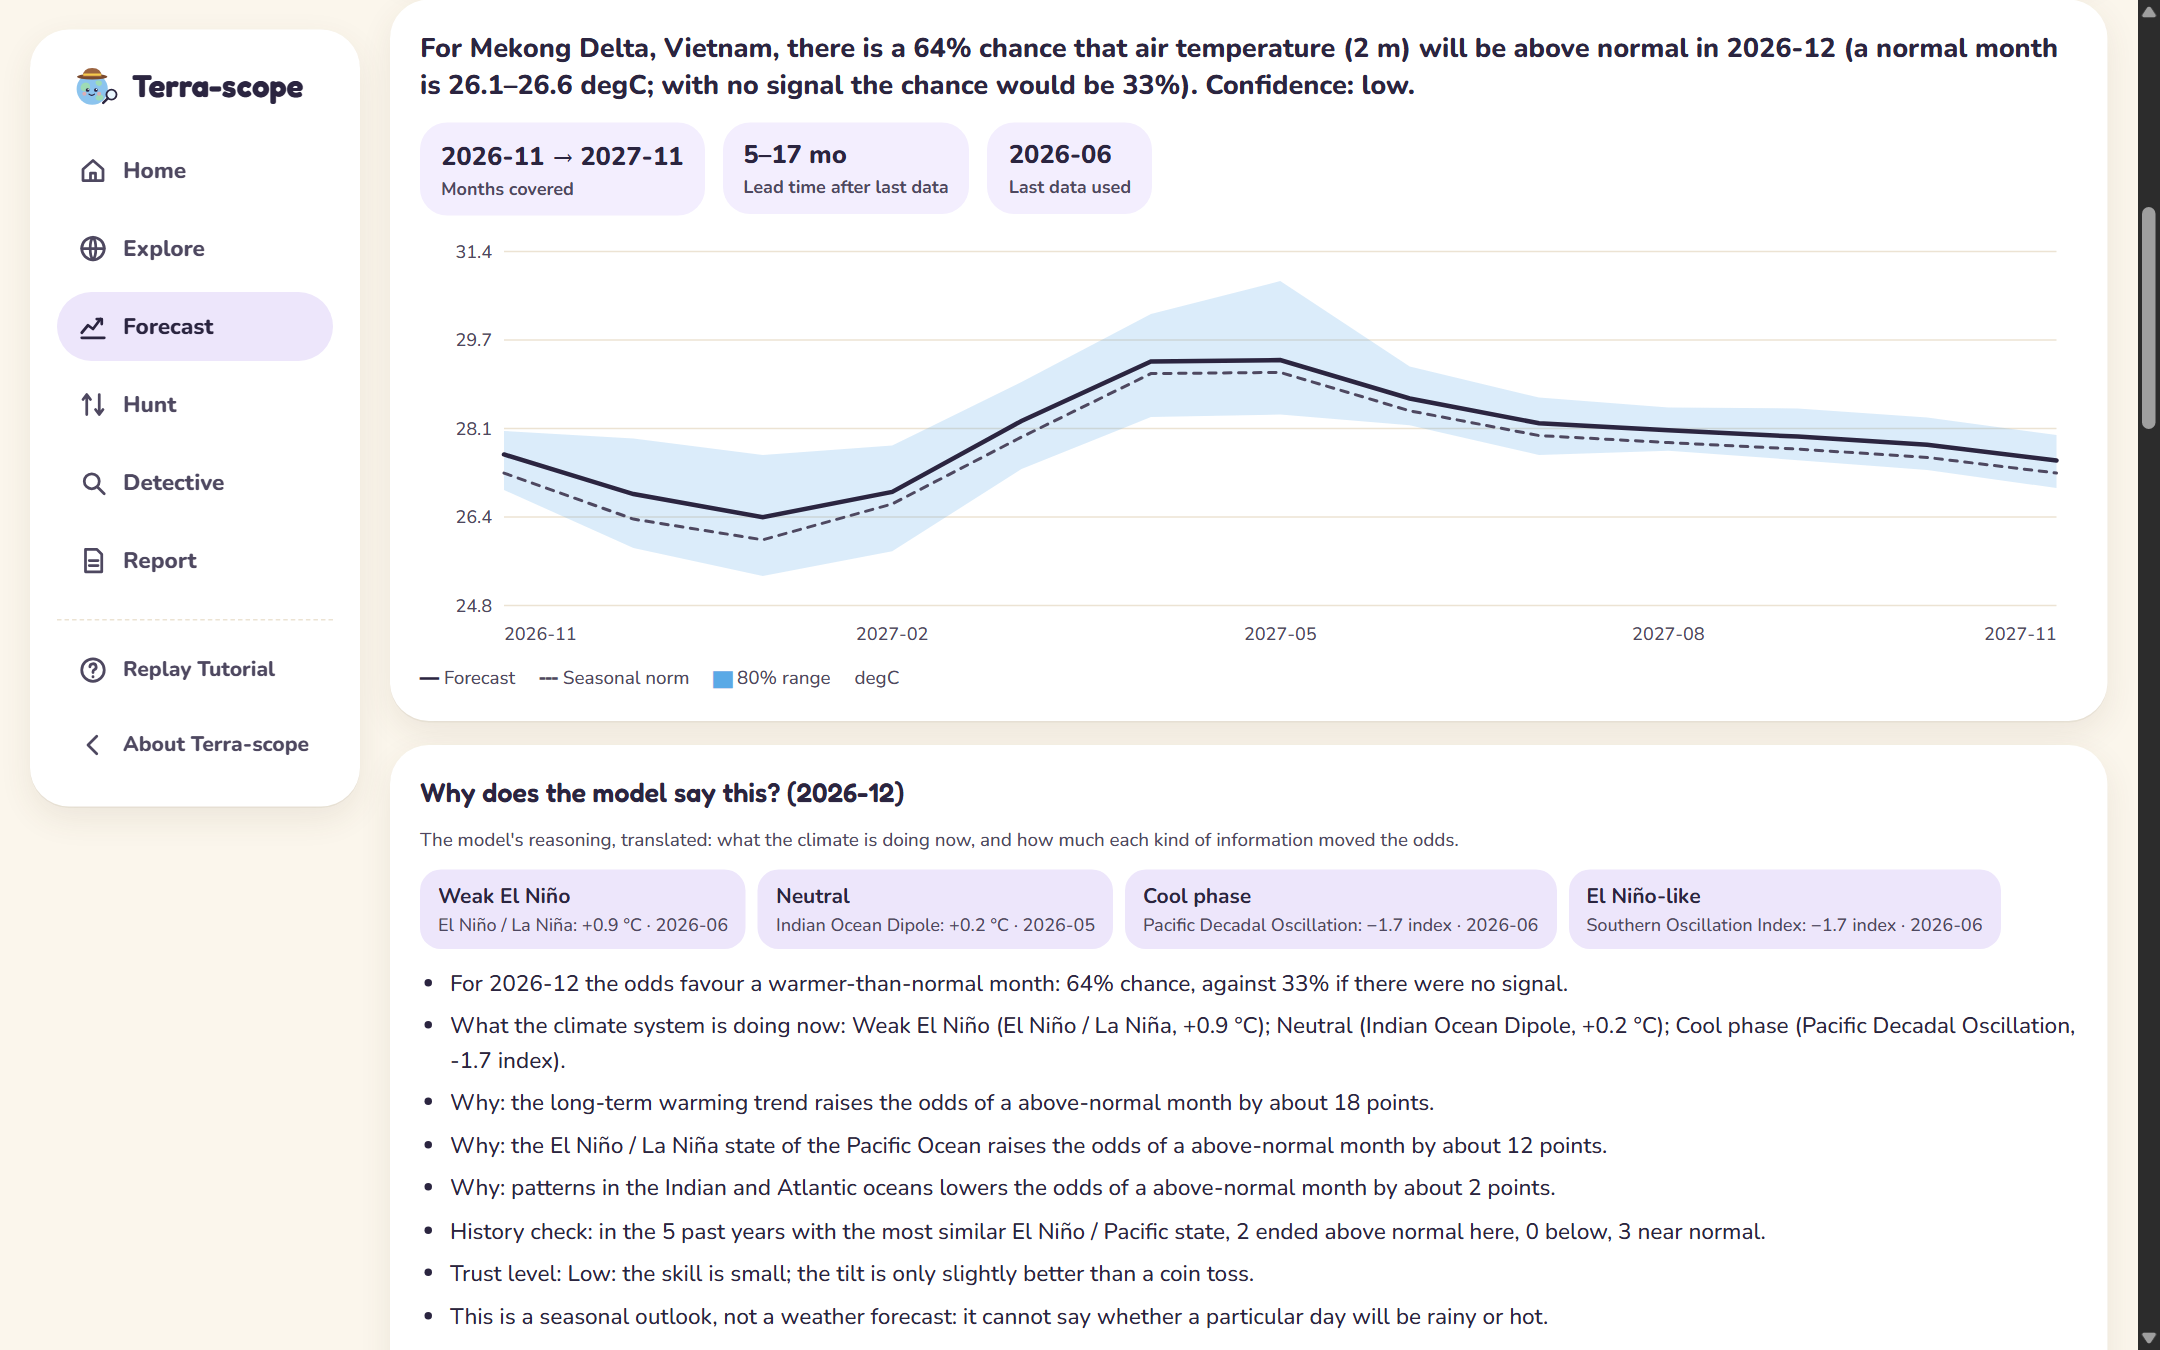 Terra-scope
Home
Explore
Forecast
Hunt
Detective
Report
Replay Tutorial
About Terra-scope
For Mekong Delta, Vietnam, there is a 64% chance that air temperature (2 m) will be above normal in 2026-12 (a normal month
is 26.1–26.6 degC; with no signal the chance would be 33%). Confidence: low.
2026-11 → 2027-11
Months covered
5–17 mo
Lead time after last data
2026-06
Last data used
31.4
29.7
28.1
26.4
24.8
2026-11
2027-02
2027-05
2027-08
2027-11
Forecast
Seasonal norm
80% range
degC
Why does the model say this? (2026-12)
The model's reasoning, translated: what the climate is doing now, and how much each kind of information moved the odds.
Weak El Niño
El Niño / La Niña: +0.9 °C · 2026-06
Neutral
Indian Ocean Dipole: +0.2 °C · 2026-05
Cool phase
Pacific Decadal Oscillation: −1.7 index · 2026-06
El Niño-like
Southern Oscillation Index: −1.7 index · 2026-06
• For 2026-12 the odds favour a warmer-than-normal month: 64% chance, against 33% if there were no signal.
• What the climate system is doing now: Weak El Niño (El Niño / La Niña, +0.9 °C); Neutral (Indian Ocean Dipole, +0.2 °C); Cool phase (Pacific Decadal Oscillation,
-1.7 index).
• Why: the long-term warming trend raises the odds of a above-normal month by about 18 points.
• Why: the El Niño / La Niña state of the Pacific Ocean raises the odds of a above-normal month by about 12 points.
• Why: patterns in the Indian and Atlantic oceans lowers the odds of a above-normal month by about 2 points.
• History check: in the 5 past years with the most similar El Niño / Pacific state, 2 ended above normal here, 0 below, 3 near normal.
• Trust level: Low: the skill is small; the tilt is only slightly better than a coin toss.
• This is a seasonal outlook, not a weather forecast: it cannot say whether a particular day will be rainy or hot.